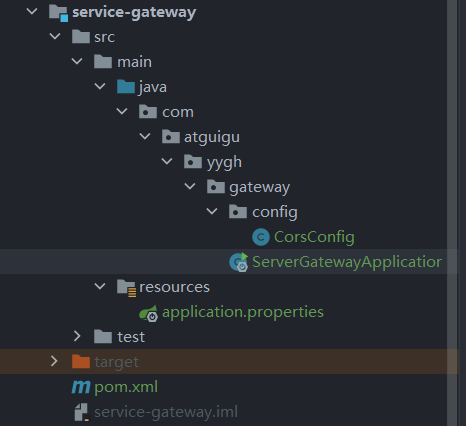 service-gateway
src
main
java
com
atguigu
yygh
gateway
config
CorsConfig
ServerGatewayApplication
resources
application.properties
test
target
pom.xml
service-gateway.iml